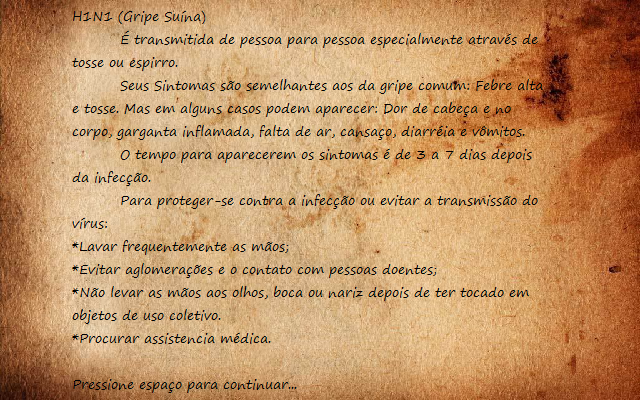 H1N1 (Gripe Suína)
É transmitida de pessoa para pessoa especialmente através de
tosse ou espirro.
Seus Sintomas são semelhantes aos da gripe comum: Febre alta
e tosse. Mas em alguns casos podem aparecer: Dor de cabeça e no
corpo, garganta inflamada, falta de ar, cansaço, diarréia e vômitos.
O tempo para aparecerem os sintomas é de 3 a 7 dias depois
da infecção.
Para proteger-se contra a infecção ou evitar a transmissão do
vírus:
*Lavar frequentemente as mãos;
*Evitar aglomerações e o contato com pessoas doentes;
*Não levar as mãos aos olhos, boca ou nariz depois de ter tocado em
objetos de uso coletivo.
*Procurar assistencia médica.
Pressione espaço para continuar...